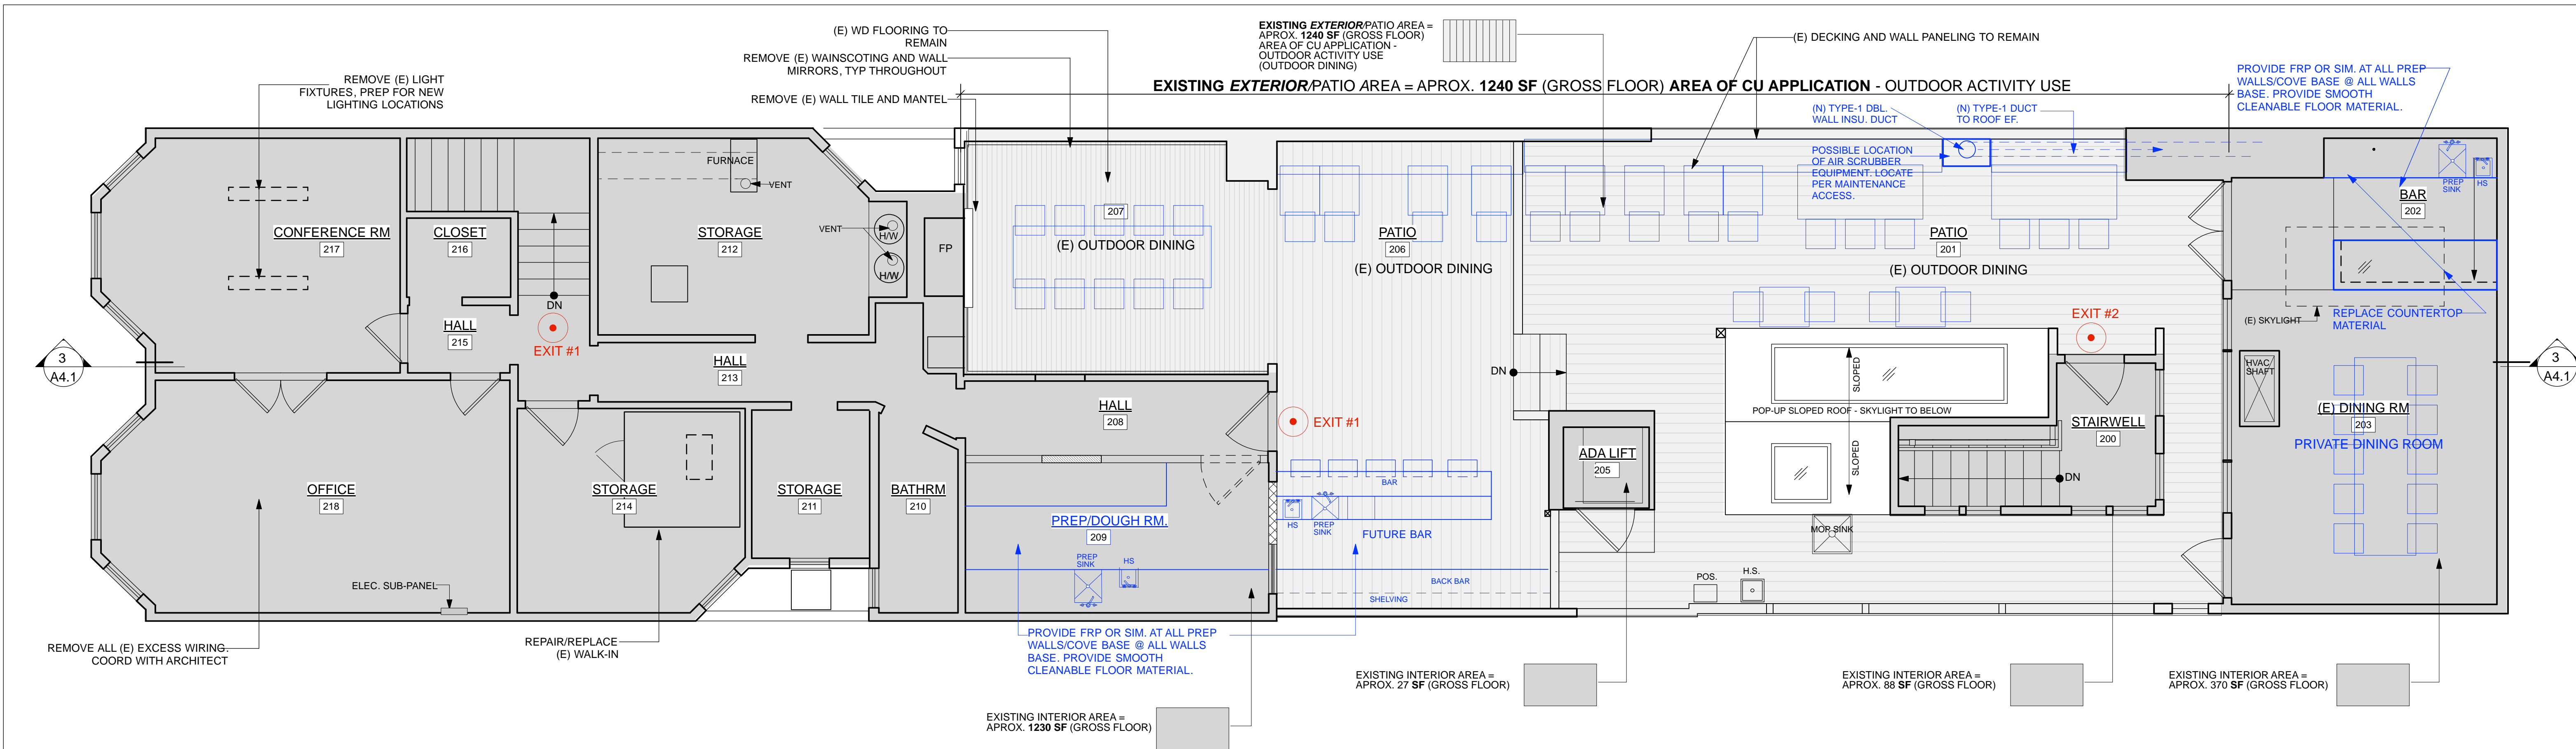 (E) WD FLOORING TO
REMAIN
REMOVE (E) WAINSCOTING AND WALL
MIRRORS, TYP THROUGHOUT
REMOVE (E) WALL TILE AND MANTEL
REMOVE (E) LIGHT
FIXTURES, PREP FOR NEW
LIGHTING LOCATIONS
EXISTING EXTERIOR/PATIO AREA =
APROX. 1240 SF (GROSS FLOOR)
AREA OF CU APPLICATION -
OUTDOOR ACTIVITY USE
(OUTDOOR DINING)
(E) DECKING AND WALL PANELING TO REMAIN
EXISTING EXTERIOR/PATIO AREA = APROX. 1240 SF (GROSS FLOOR) AREA OF CU APPLICATION - OUTDOOR ACTIVITY USE
PROVIDE FRP OR SIM. AT ALL PREP
WALLS/COVE BASE @ ALL WALLS
BASE. PROVIDE SMOOTH
CLEANABLE FLOOR MATERIAL.
(N) TYPE-1 DBL.
WALL INSU. DUCT
(N) TYPE-1 DUCT
TO ROOF EF.
POSSIBLE LOCATION
OF AIR SCRUBBER
EQUIPMENT. LOCATE
PER MAINTENANCE
ACCESS.
FURNACE
VENT
VENT
H/W
H/W
FP
CONFERENCE RM
217
CLOSET
216
STORAGE
212
207
(E) OUTDOOR DINING
PATIO
206
(E) OUTDOOR DINING
PATIO
201
(E) OUTDOOR DINING
PREP
SINK
HS
BAR
202
DN
HALL
215
EXIT #1
HALL
213
3
A4.1
EXIT #2
(E) SKYLIGHT
REPLACE COUNTERTOP
MATERIAL
HVAC
SHAFT
3
A4.1
DN
SLOPED
POP-UP SLOPED ROOF - SKYLIGHT TO BELOW
SLOPED
HALL
208
EXIT #1
STAIRWELL
200
DN
(E) DINING RM
203
PRIVATE DINING ROOM
ADA LIFT
205
OFFICE
218
STORAGE
214
STORAGE
211
BATHRM
210
PREP/DOUGH RM.
209
PREP
SINK
HS
BAR
HS
PREP
SINK
FUTURE BAR
BACK BAR
SHELVING
MOP SINK
POS.
H.S.
ELEC. SUB-PANEL
REMOVE ALL (E) EXCESS WIRING.
COORD WITH ARCHITECT
REPAIR/REPLACE
(E) WALK-IN
PROVIDE FRP OR SIM. AT ALL PREP
WALLS/COVE BASE @ ALL WALLS
BASE. PROVIDE SMOOTH
CLEANABLE FLOOR MATERIAL.
EXISTING INTERIOR AREA =
APROX. 27 SF (GROSS FLOOR)
EXISTING INTERIOR AREA =
APROX. 88 SF (GROSS FLOOR)
EXISTING INTERIOR AREA =
APROX. 370 SF (GROSS FLOOR)
EXISTING INTERIOR AREA =
APROX. 1230 SF (GROSS FLOOR)